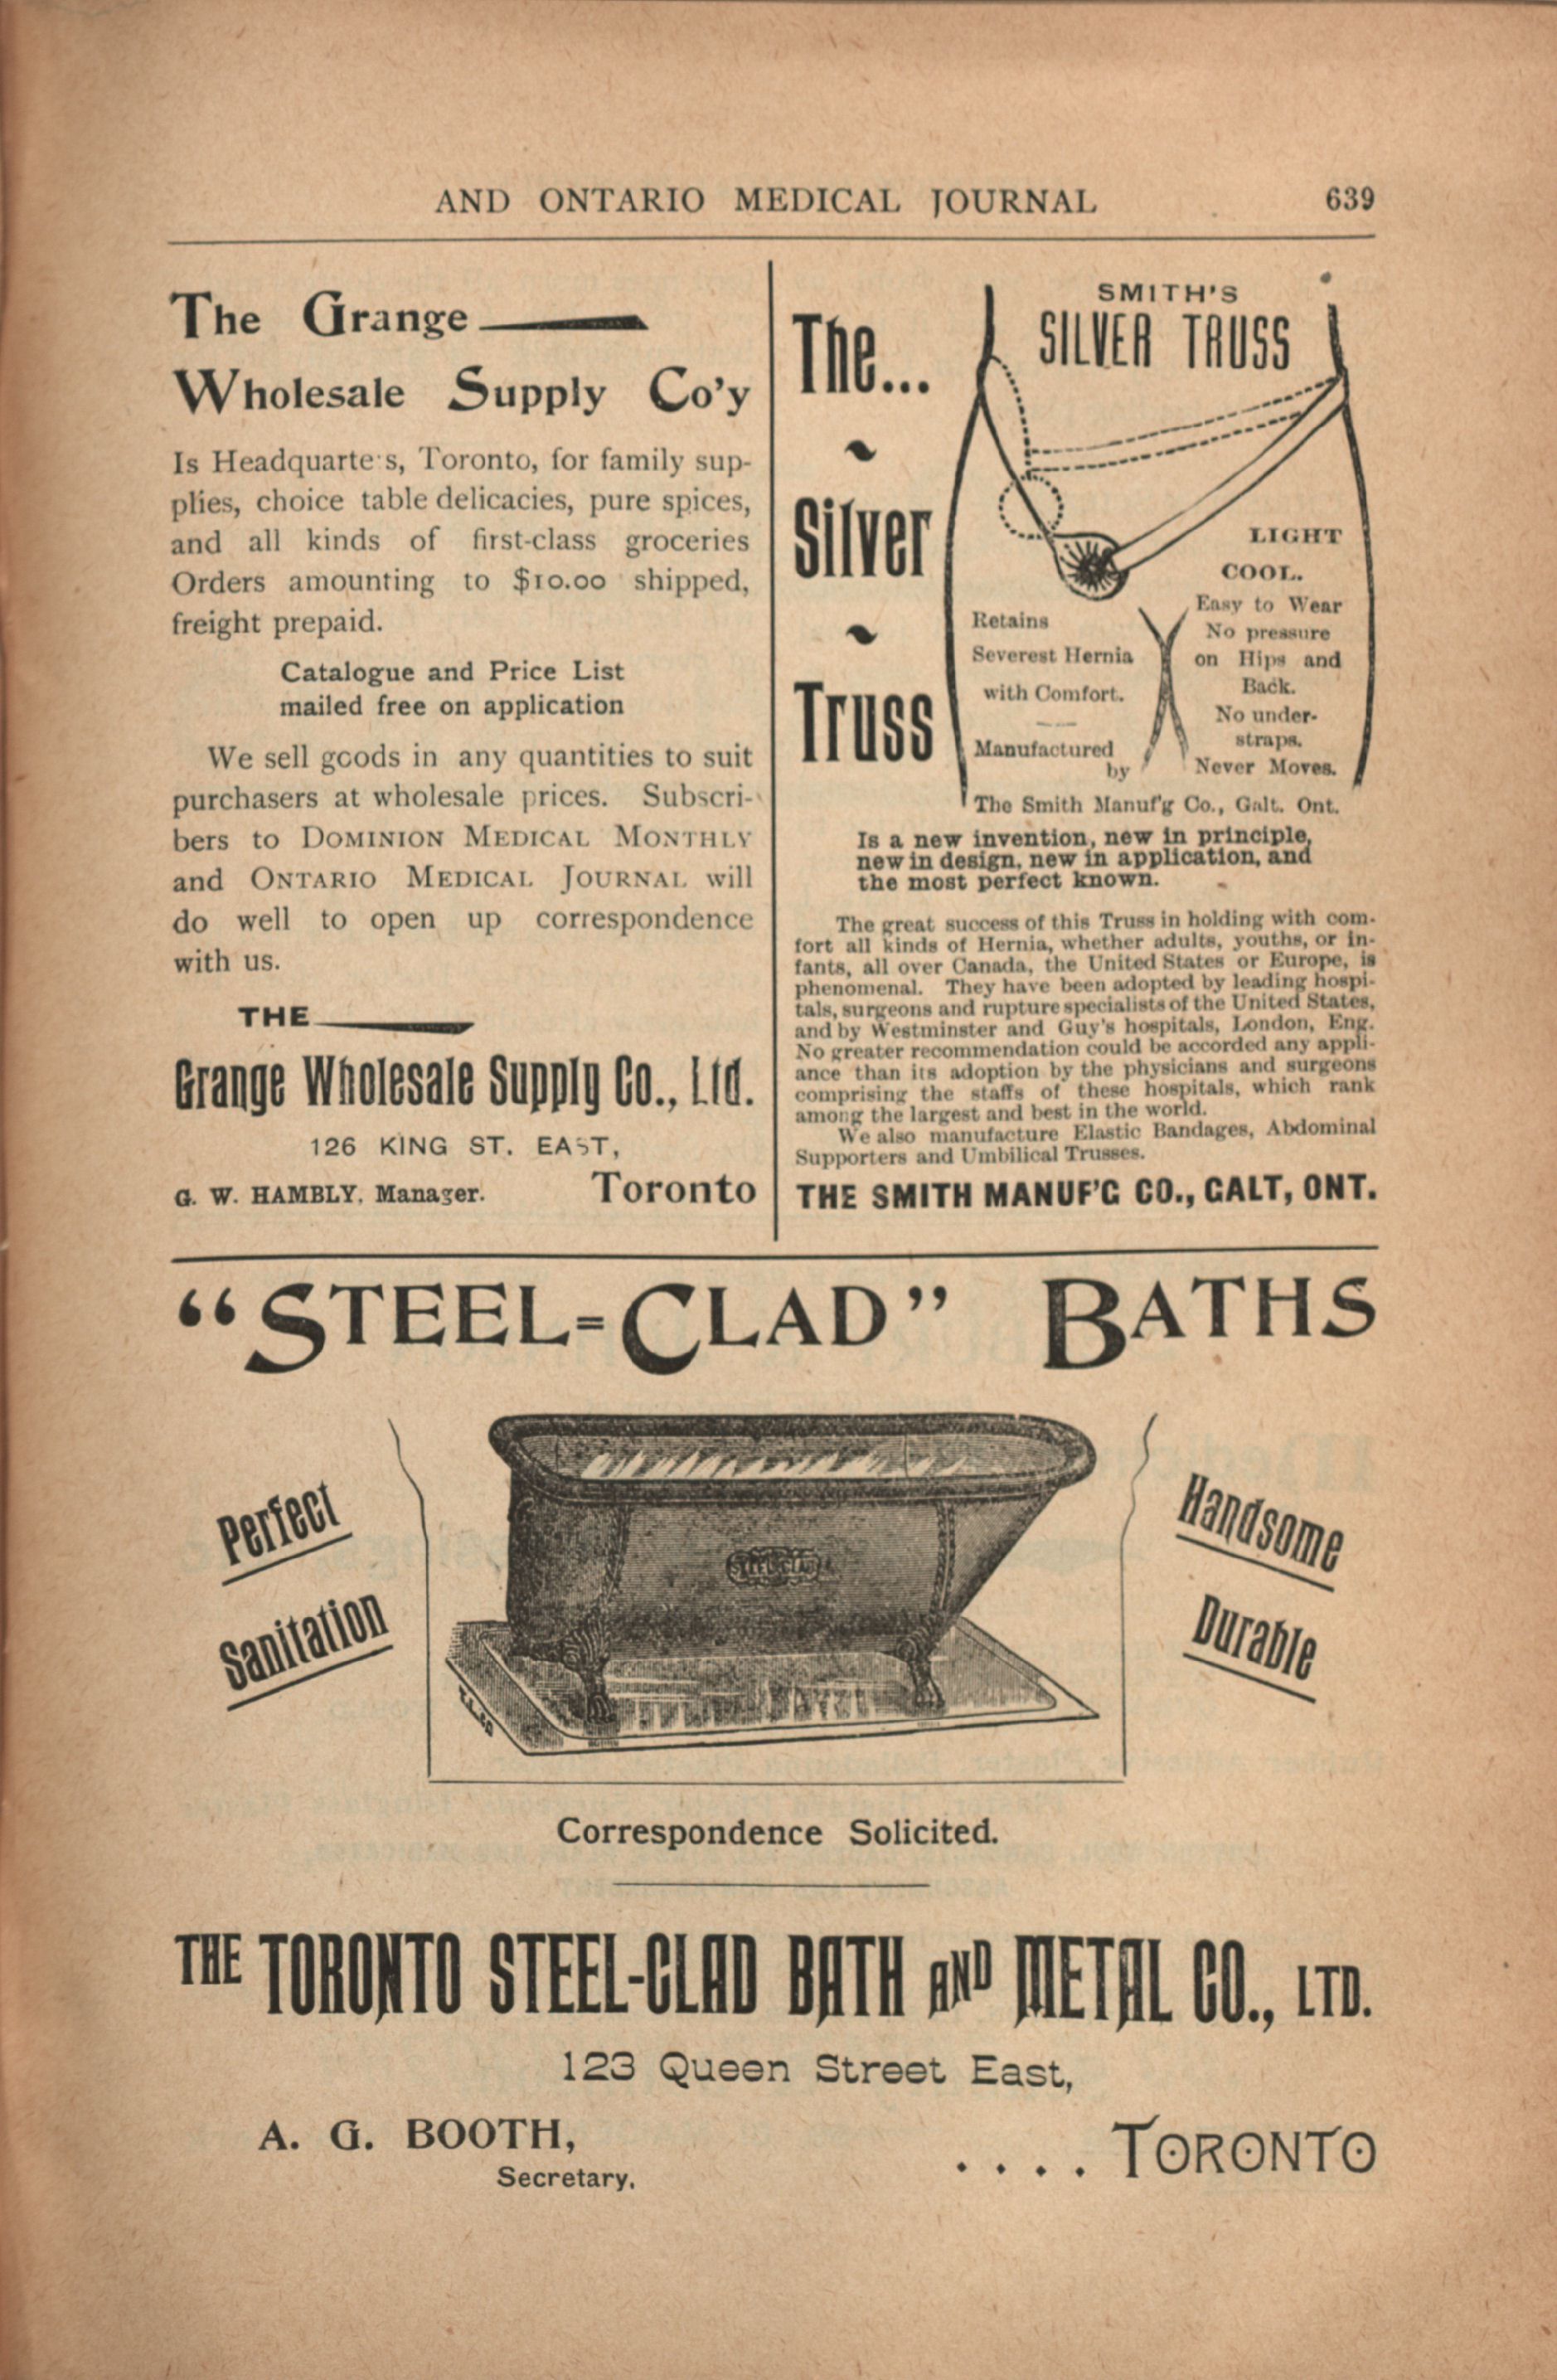 AND ONTARIO MEDICAL JOURNAL 639
The Grange
Wholesale Supply Co'y
Is Headquarte:s, Toronto, for family sup-
plies, choice table delicacies, pure spices,
and all kinds of first-class groceries
Orders amounting to $10.00 shipped,
freight prepaid.
Catalogue and Price List
mailed free on application
We sell goods in any quantities to suit
purchasers at wholesale prices. Subscri-
bers to DOMINION MEDICAL MONTHLY
and ONTARIO MEDICAL JOURNAL will
do well to open up correspondence
with us.
THE
Grange Wholesale Supply Co., Ltd.
126 KING ST. EAST,
G. W. HAMBLY, Manager. Toronto
The...
Silver
Truss
SMITH'S
SILVER TRUSS
LIGHT
COOL.
Easy to Wear
No pressure
on Hips and
Back.
No under-
straps.
Never Moves.
Retains
Severest Hernia
with Comfort.
Manufactured
by
The Smith Manuf'g Co., Galt. Ont.
Is a new invention, new in principle,
new in design, new in application, and
the most perfect known.
The great success of this Truss in holding with com-
fort all kinds of Hernia, whether adults, youths, or in-
fants, all over Canada, the United States or Europe, is
phenomenal. They have been adopted by leading hospi-
tals, surgeons and rupture specialists of the United States,
and by Westminster and Guy's hospitals, London, Eng.
No greater recommendation could be accorded any appli-
ance than its adoption by the physicians and surgeons
comprising the staffs of these hospitals, which rank
among the largest and best in the world.
We also manufacture Elastic Bandages, Abdominal
Supporters and Umbilical Trusses.
THE SMITH MANUF'G CO., GALT, ONT.
"STEEL-CLAD" BATHS
Perfect
Sanitation
STEEL CLAD
Handsome
Durable
Correspondence Solicited.
THE TORONTO STEEL-CLAD BATH AND METAL CO., LTD.
123 Queen Street East,
A. G. BOOTH,
Secretary.
.... TORONTO